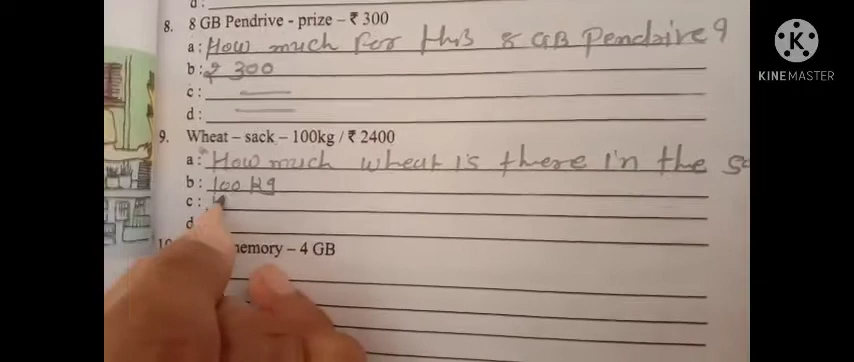 d:
8. 8 GB Pendrive - prize – ₹ 300
a: How much for this 8 GB Pendrive?
b: ₹ 300
c:
d:
9. Wheat – sack – 100kg / ₹ 2400
a: How much wheat is there in the
b: 100 kg
c:
d
memory – 4 GB
KINEMASTER